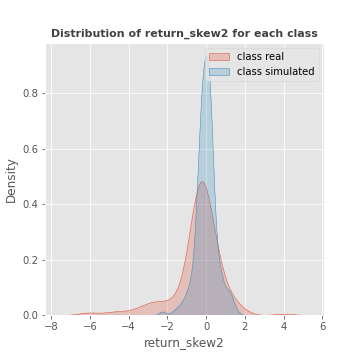 Distribution of return_skew2 for each class
class real
class simulated
Density
0.8
0.6
0.4
0.2
0.0
−8 −6 −4 −2 0 2 4 6
return_skew2